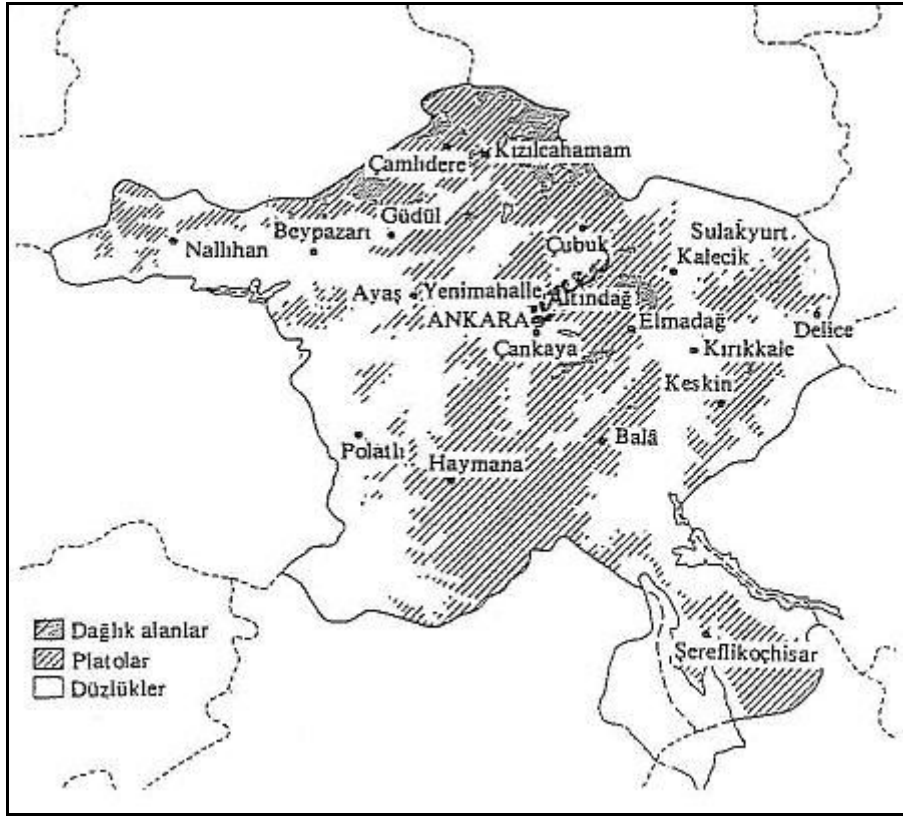 Kızılcahamam
Çamlıdere
Güdül
Beypazarı
Nallıhan
Çubuk
Sulakyurt
Kalecik
Ayaş
Yenimahalle
Altındağ
ANKARA
Elmadağ
Delice
Çankaya
Kırıkkale
Keskin
Polatlı
Balâ
Haymana
Dağlık alanlar
Platolar
Düzlükler
Şereflikoçhisar